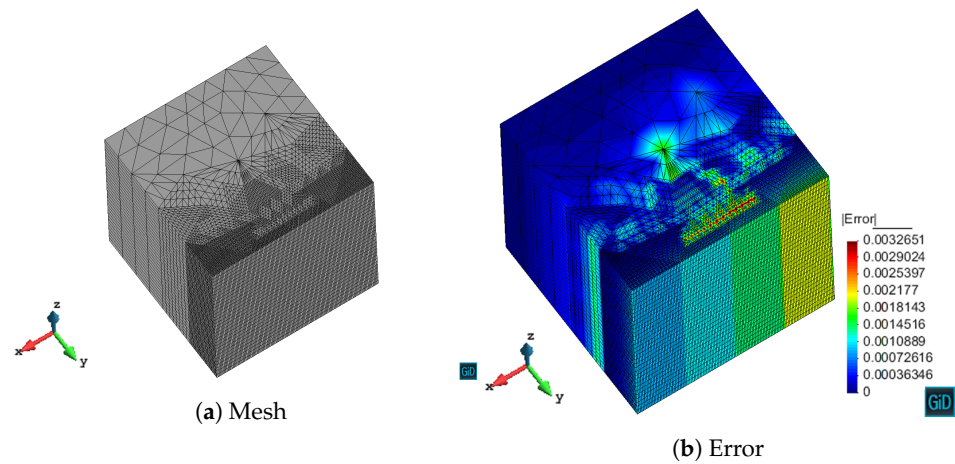 z
x
y
(a) Mesh
|Error|
0.0032651
0.0029024
0.0025397
0.002177
0.0018143
0.0014516
0.0010889
0.00072616
0.00036346
0
z
x
y
GiD
GiD
(b) Error